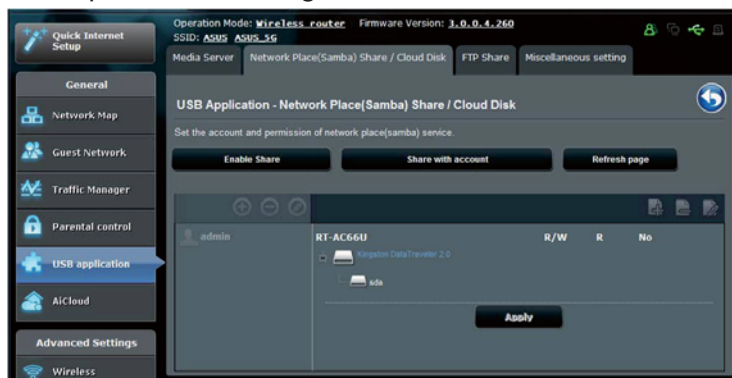 Quick Internet
Setup
Operation Mode: Wireless router Firmware Version: 3.0.0.4.260
SSID: ASUS ASUS_5G
Media Server Network Place(Samba) Share / Cloud Disk FTP Share Miscellaneous setting
General
Network Map
Guest Network
Traffic Manager
Parental control
USB application
AiCloud
Advanced Settings
Wireless
USB Application - Network Place(Samba) Share / Cloud Disk
Set the account and permission of network place(samba) service.
Enable Share Share with account Refresh page
admin
RT-AC66U R/W R No
Kingston DataTraveler 2.0
sda
Apply